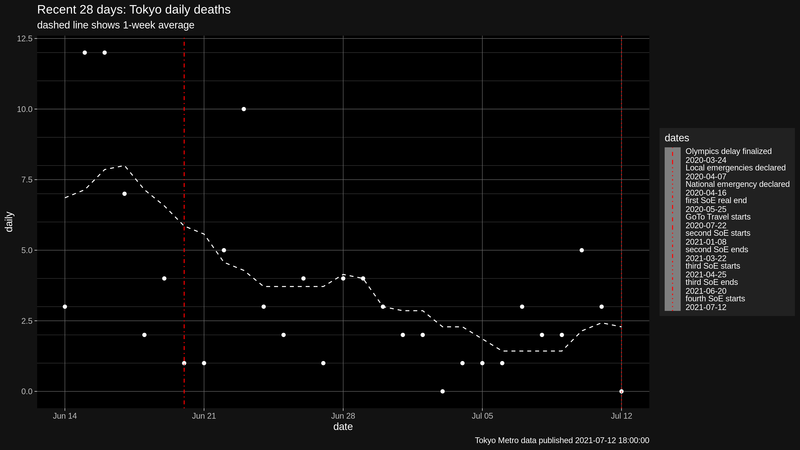 Recent 28 days: Tokyo daily deaths
dashed line shows 1-week average
12.5
10.0
7.5
5.0
2.5
0.0
daily
Jun 14
Jun 21
Jun 28
Jul 05
Jul 12
date
Tokyo Metro data published 2021-07-12 18:00:00
dates
Olympics delay finalized
2020-03-24
Local emergencies declared
2020-04-07
National emergency declared
2020-04-16
first SoE real end
2020-05-25
GoTo Travel starts
2020-07-22
second SoE starts
2021-01-08
second SoE ends
2021-03-22
third SoE starts
2021-04-25
third SoE ends
2021-06-20
fourth SoE starts
2021-07-12